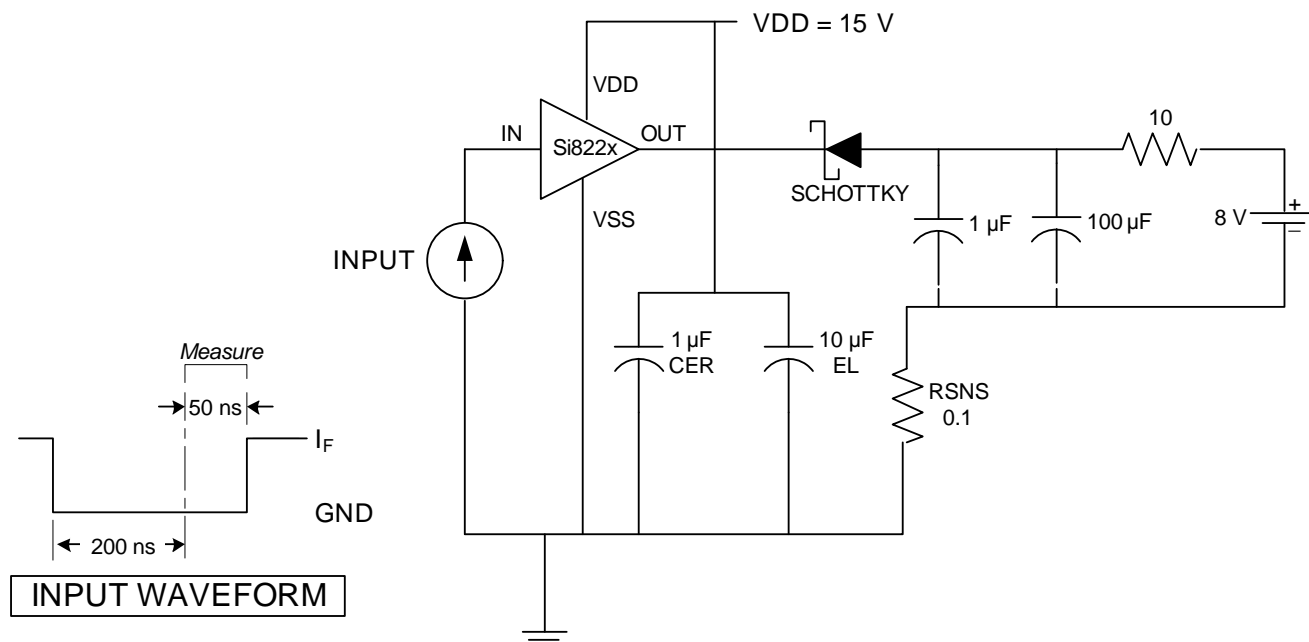 VDD = 15 V
VDD
IN
Si822x
OUT
10
SCHOTTKY
VSS
1 µF
100 µF
8 V
+
–
INPUT
1 µF
CER
10 µF
EL
RSNS
0.1
Measure
50 ns
IF
GND
200 ns
INPUT WAVEFORM